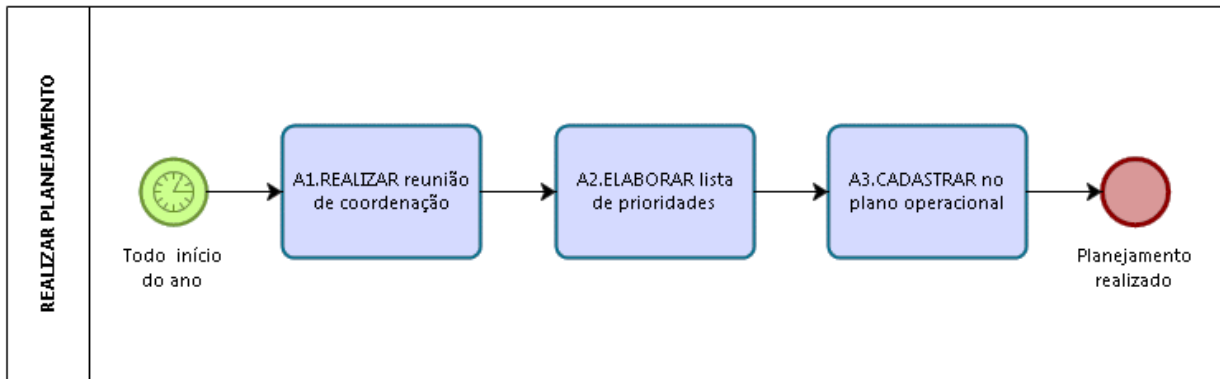 REALIZAR PLANEJAMENTO
Todo início
do ano
A1.REALIZAR reunião
de coordenação
A2.ELABORAR lista
de prioridades
A3.CADASTRAR no
plano operacional
Planejamento
realizado